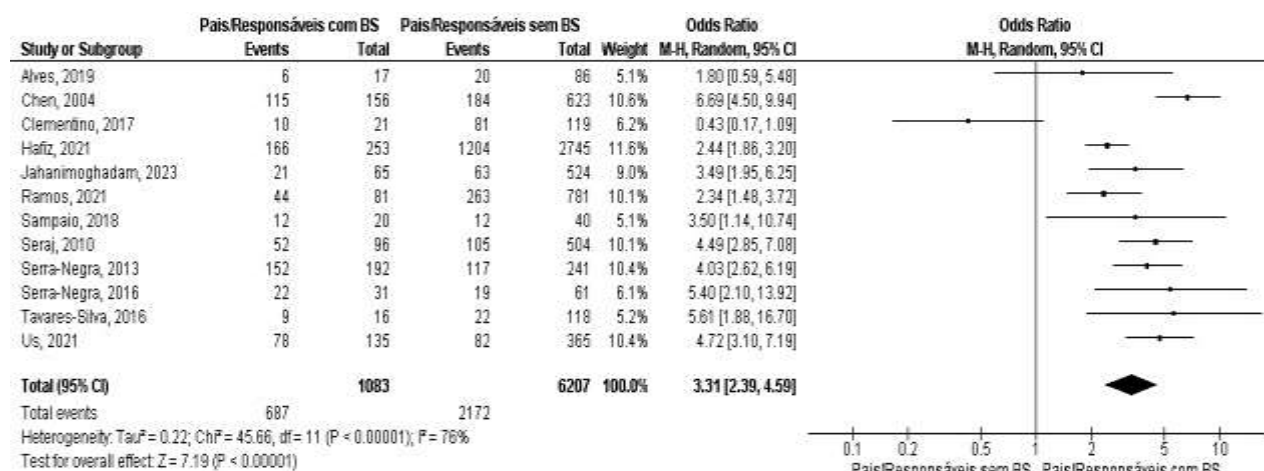 Pais/Responsáveis com BS Pais/Responsáveis sem BS Odds Ratio Odds Ratio
Study or Subgroup Events Total Events Total Weight M-H, Random, 95% CI M-H, Random, 95% CI
Alves, 2019 6 17 20 86 5.1% 1.80 [0.59, 5.48]
Chen, 2004 115 156 184 623 10.6% 6.69 [4.50, 9.94]
Clementino, 2017 10 21 81 119 6.2% 0.43 [0.17, 1.09]
Hafiz, 2021 166 253 1204 2745 11.6% 2.44 [1.86, 3.20]
Jahanimoghadam, 2023 21 65 63 524 9.0% 3.49 [1.95, 6.25]
Ramos, 2021 44 81 263 781 10.1% 2.34 [1.48, 3.72]
Sampaio, 2018 12 20 12 40 5.1% 3.50 [1.14, 10.74]
Seraj, 2010 52 96 105 504 10.1% 4.49 [2.85, 7.08]
Serra-Negra, 2013 152 192 117 241 10.4% 4.03 [2.62, 6.19]
Serra-Negra, 2016 22 31 19 61 6.1% 5.40 [2.10, 13.92]
Tavares-Silva, 2016 9 16 22 118 5.2% 5.61 [1.88, 16.70]
Us, 2021 78 135 82 365 10.4% 4.72 [3.10, 7.19]
Total (95% CI) 1083 6207 100.0% 3.31 [2.39, 4.59]
Total events 687 2172
Heterogeneity: Tau² = 0.22; Chi² = 45.66, df = 11 (P < 0.00001); I² = 76%
Test for overall effect: Z = 7.19 (P < 0.00001)
0.1 0.2 0.5 1 2 5 10
Pais/Responsáveis sem BS Pais/Responsáveis com BS